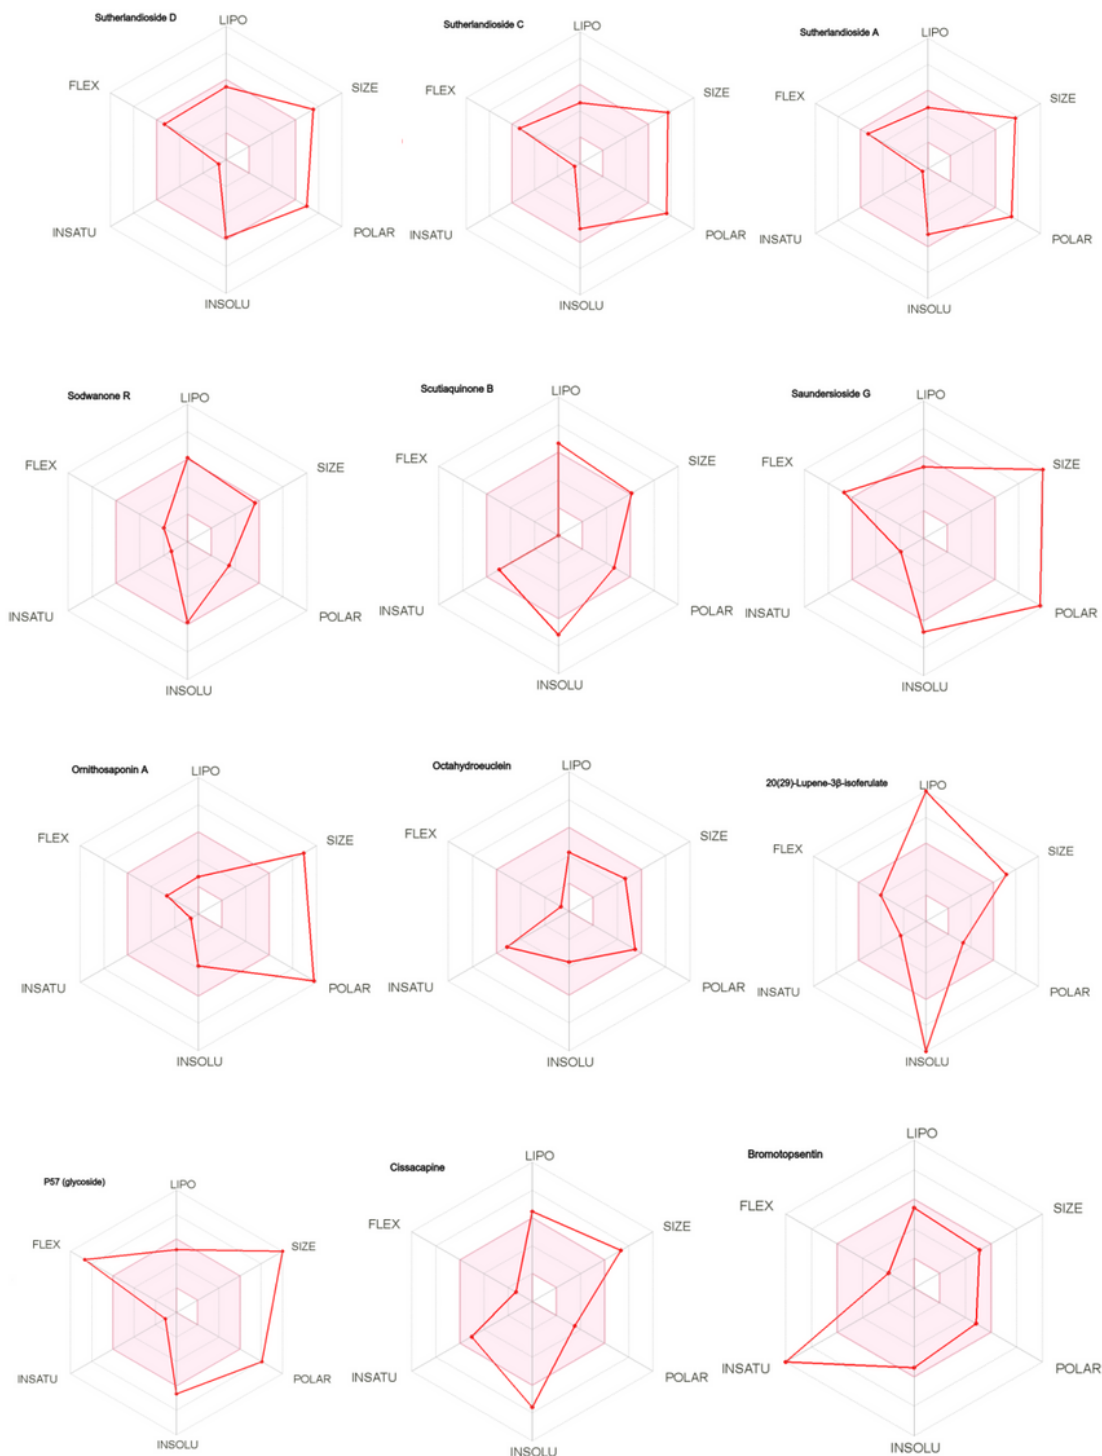 Sutherlandioside D
LIPO
FLEX
SIZE
INSATU
POLAR
INSOLU
Sutherlandioside C
LIPO
FLEX
SIZE
INSATU
POLAR
INSOLU
Sutherlandioside A
LIPO
FLEX
SIZE
INSATU
POLAR
INSOLU
Sodwanone R
LIPO
FLEX
SIZE
INSATU
POLAR
INSOLU
Scutiaquinone B
LIPO
FLEX
SIZE
INSATU
POLAR
INSOLU
Saundersioside G
LIPO
FLEX
SIZE
INSATU
POLAR
INSOLU
Ornithosaponin A
LIPO
FLEX
SIZE
INSATU
POLAR
INSOLU
Octahydroeuclein
LIPO
FLEX
SIZE
INSATU
POLAR
INSOLU
20(29)-Lupene-3β-isoferulate
LIPO
FLEX
SIZE
INSATU
POLAR
INSOLU
P57 (glycoside)
LIPO
FLEX
SIZE
INSATU
POLAR
INSOLU
Cissacapine
LIPO
FLEX
SIZE
INSATU
POLAR
INSOLU
Bromotopsentin
LIPO
FLEX
SIZE
INSATU
POLAR
INSOLU